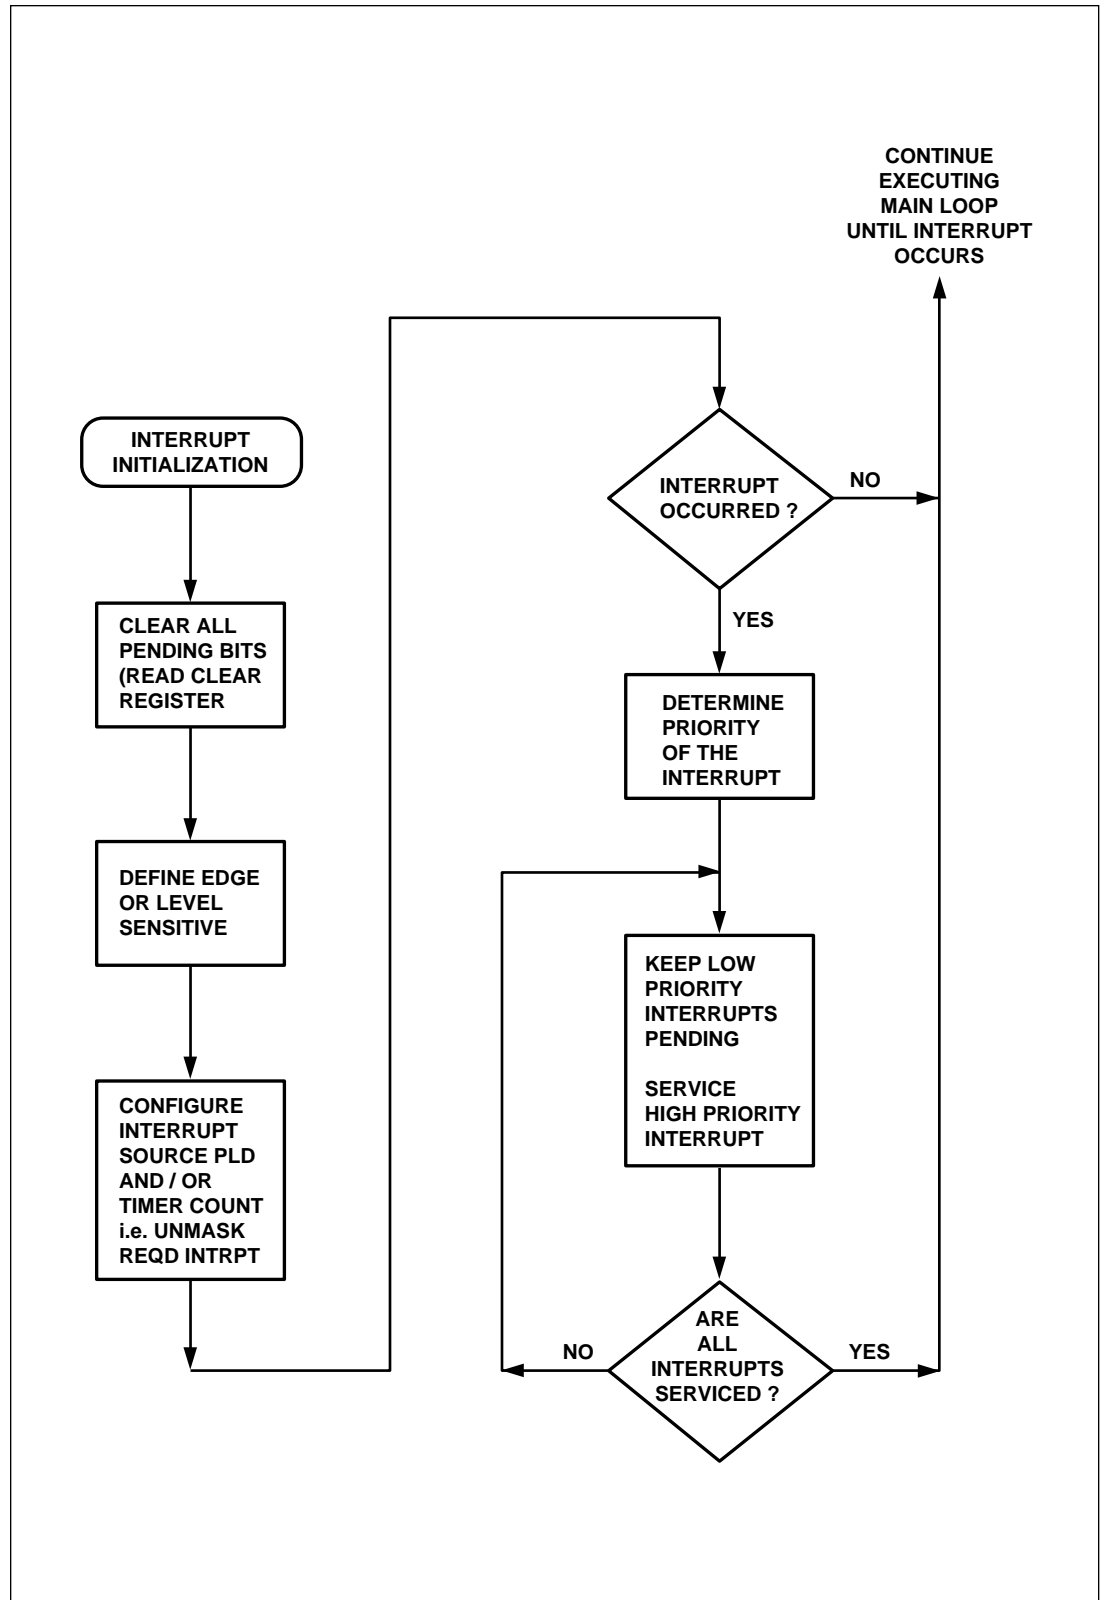 INTERRUPT
INITIALIZATION
CLEAR ALL
PENDING BITS
(READ CLEAR
REGISTER
DEFINE EDGE
OR LEVEL
SENSITIVE
CONFIGURE
INTERRUPT
SOURCE PLD
AND / OR
TIMER COUNT
i.e. UNMASK
REQD INTRPT
INTERRUPT
OCCURRED ?
NO
YES
CONTINUE
EXECUTING
MAIN LOOP
UNTIL INTERRUPT
OCCURS
DETERMINE
PRIORITY
OF THE
INTERRUPT
KEEP LOW
PRIORITY
INTERRUPTS
PENDING
SERVICE
HIGH PRIORITY
INTERRUPT
ARE
ALL
INTERRUPTS
SERVICED ?
NO
YES